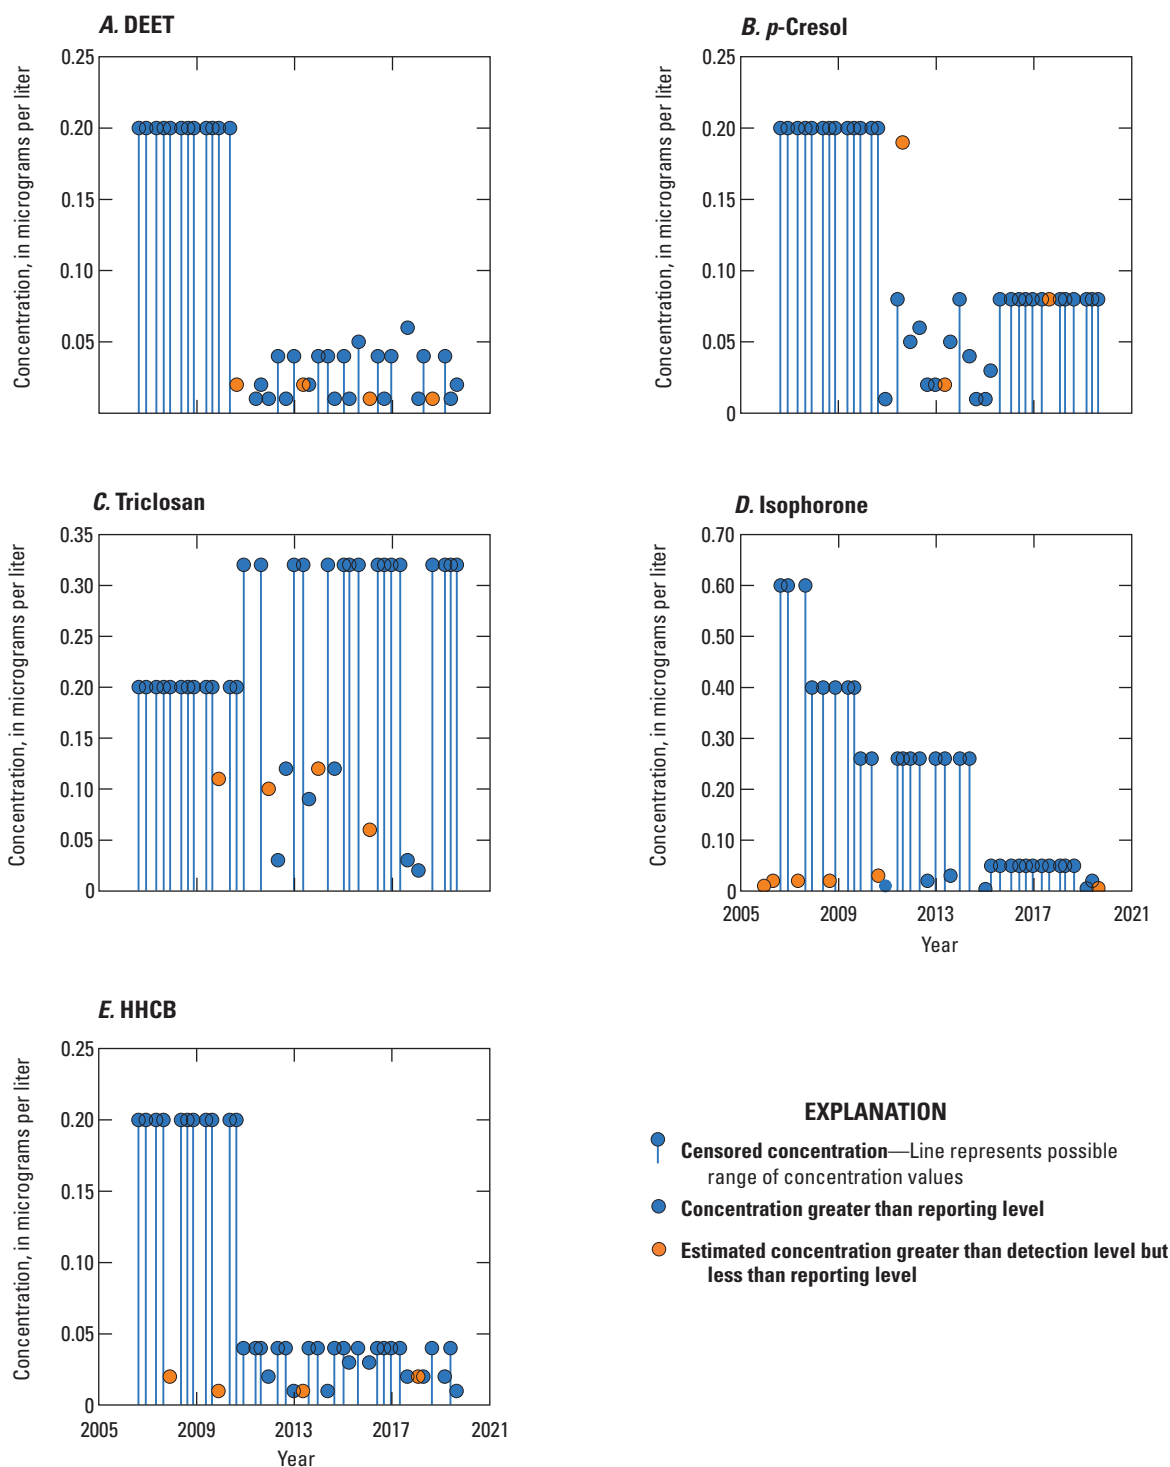 A. DEET
Concentration, in micrograms per liter
0.25
0.20
0.15
0.10
0.05
B. p-Cresol
Concentration, in micrograms per liter
0.25
0.20
0.15
0.10
0.05
0
C. Triclosan
Concentration, in micrograms per liter
0.35
0.30
0.25
0.20
0.15
0.10
0.05
0
D. Isophorone
Concentration, in micrograms per liter
0.70
0.60
0.50
0.40
0.30
0.20
0.10
0
2005 2009 2013 2017 2021
Year
E. HHCB
Concentration, in micrograms per liter
0.25
0.20
0.15
0.10
0.05
0
2005 2009 2013 2017 2021
Year
EXPLANATION
Censored concentration—Line represents possible
range of concentration values
Concentration greater than reporting level
Estimated concentration greater than detection level but
less than reporting level